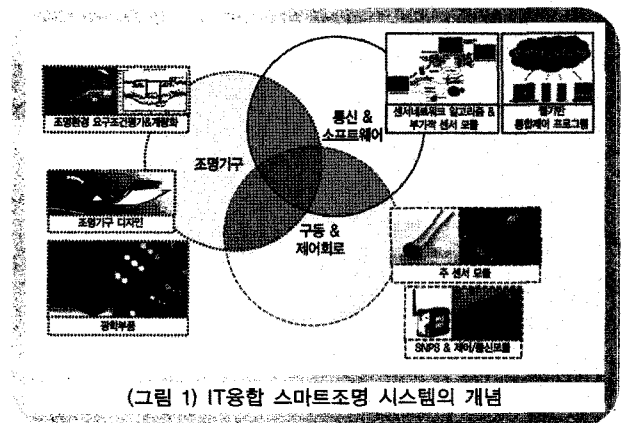 조명환경 요구조건평가&개량화
조명기구 디자인
광학부품
조명기구
통신 &
소프트웨어
구동 &
제어회로
센서네트워크 알고리즘 &
부가적 센서 모듈
웹기반
통합제어 프로그램
주 센서 모듈
SNPS & 제어/통신모듈
(그림 1) IT융합 스마트조명 시스템의 개념